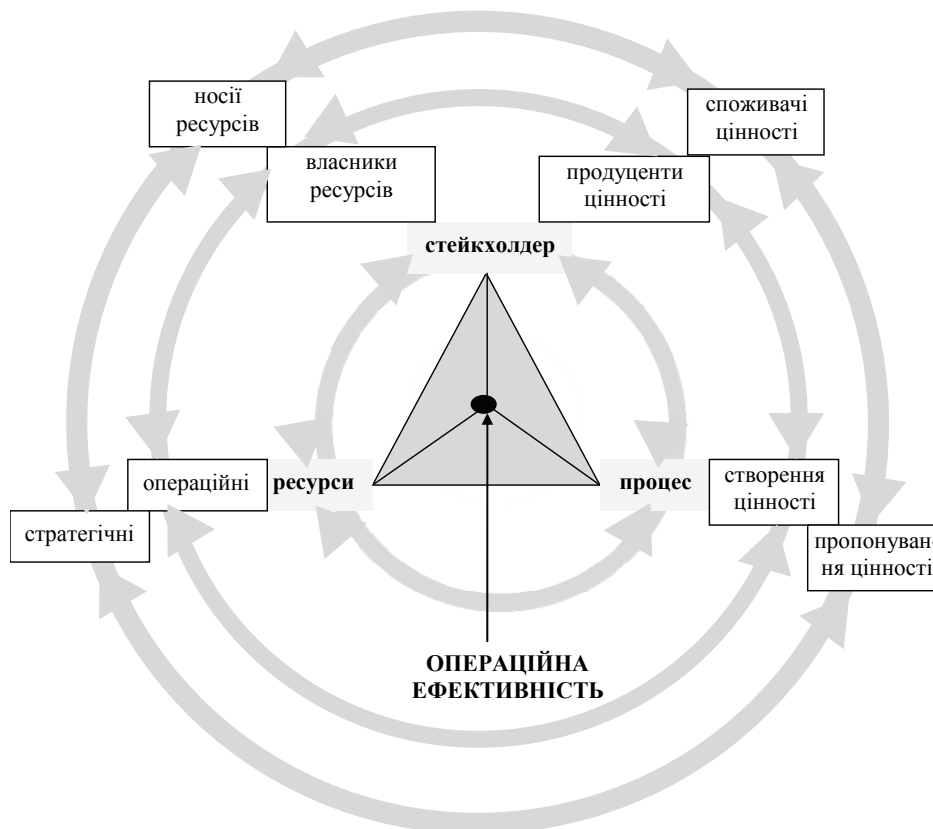 носії
ресурсів
споживачі
цінності
власники
ресурсів
продуценти
цінності
стейкхолдер
операційні
ресурси
процес
створення
цінності
стратегічні
пропонуван-
ня цінності
ОПЕРАЦІЙНА
ЕФЕКТИВНІСТЬ